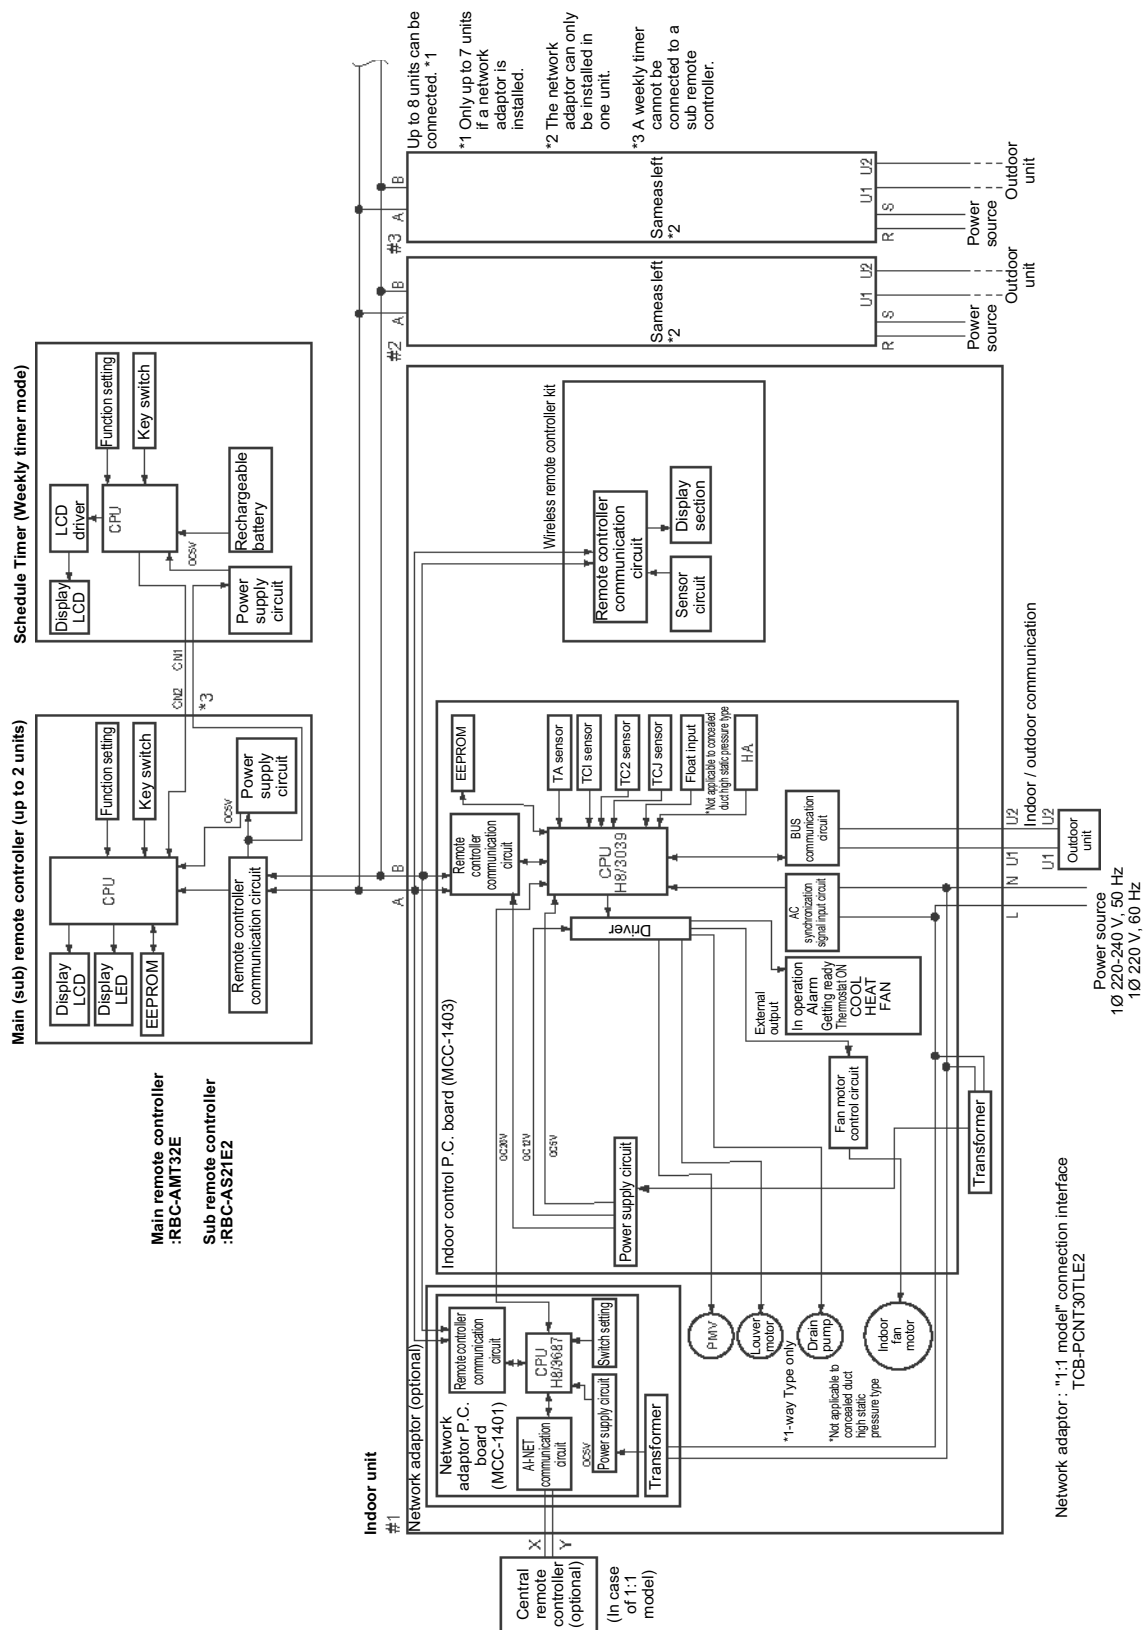 Main (sub) remote controller (up to 2 units)
Schedule Timer (Weekly timer mode)
Main remote controller
:RBC-AMT32E
Sub remote controller
:RBC-AS21E2
Display
LCD
Display
LED
EEPROM
CPU
Function setting
Key switch
Remote controller
communication circuit
DC5V
Power
supply
circuit
CN2
CN1
*3
Display
LCD
LCD
driver
CPU
Function setting
Key switch
DC5V
Power
supply
circuit
Rechargeable
battery
Up to 8 units can be
connected. *1
*1 Only up to 7 units
if a network
adaptor is
installed.
*2 The network
adaptor can only
be installed in
one unit.
*3 A weekly timer
cannot be
connected to a
sub remote
controller.
Indoor unit
#1
A
B
#2
A
B
#3
A
B
Sameas left
*2
Sameas left
*2
R
S
U1
U2
Power
source
Outdoor
unit
R
S
U1
U2
Power
source
Outdoor
unit
Network adaptor (optional)
Network
adaptor P.C.
board
(MCC-1401)
Remote controller
communication
circuit
AI-NET
communication
circuit
CPU
H8/3687
Switch setting
DC5V
Power supply circuit
Transformer
X
Y
Central
remote
controller
(optional)
(In case
of 1:1
model)
Indoor control P.C. board (MCC-1403)
DC20V
DC12V
DC5V
Power supply circuit
Remote
controller
communication
circuit
EEPROM
CPU
H8/3039
TA sensor
TCI sensor
TC2 sensor
TCJ sensor
Float input
*Not applicable to concealed
duct high static pressure type
HA
Driver
External
output
In operation
Alarm
Getting ready
Thermostat ON
COOL
HEAT
FAN
AC
synchronization
signal input circuit
BUS
communication
circuit
Fan motor
control circuit
Transformer
PMV
Louver
motor
*1-way Type only
Drain
pump
*Not applicable to
concealed duct
high static
pressure type
Indoor
fan
motor
Wireless remote controller kit
Remote controller
communication
circuit
Sensor
circuit
Display
section
L
N
U1
U2
Indoor / outdoor communication
U1
U2
Outdoor
unit
Power source
1Ø 220-240 V, 50 Hz
1Ø 220 V, 60 Hz
Network adaptor : "1:1 model" connection interface
TCB-PCNT30TLE2